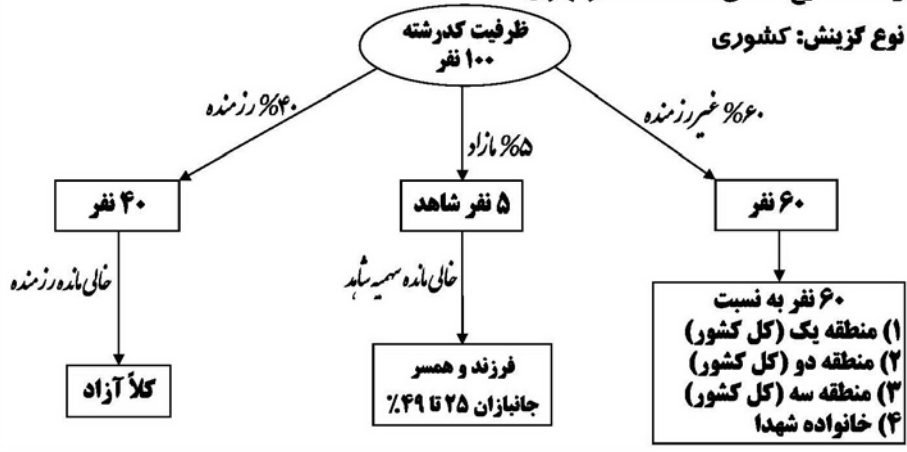 نوع گزینش: کشوری
ظرفیت کدرشته
۱۰۰ نفر
۶۰% غیررزمنده
۵% مازاد
۴۰% رزمنده
۶۰ نفر
۵ نفر شاهد
۴۰ نفر
خالی مانده سهمیه شاهد
خالی مانده رزمنده
۶۰ نفر به نسبت
۱) منطقه یک (کل کشور)
۲) منطقه دو (کل کشور)
۳) منطقه سه (کل کشور)
۴) خانواده شهدا
فرزند و همسر
جانبازان ۲۵ تا ۴۹%
کلاً آزاد